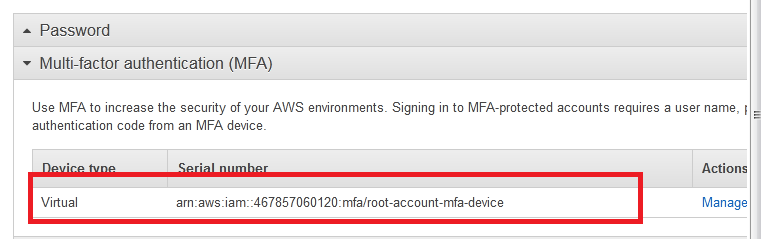 Password
Multi-factor authentication (MFA)
Use MFA to increase the security of your AWS environments. Signing in to MFA-protected accounts requires a user name,
authentication code from an MFA device.
Device type Serial number Actions
Virtual arn:aws:iam::467857060120:mfa/root-account-mfa-device Manage